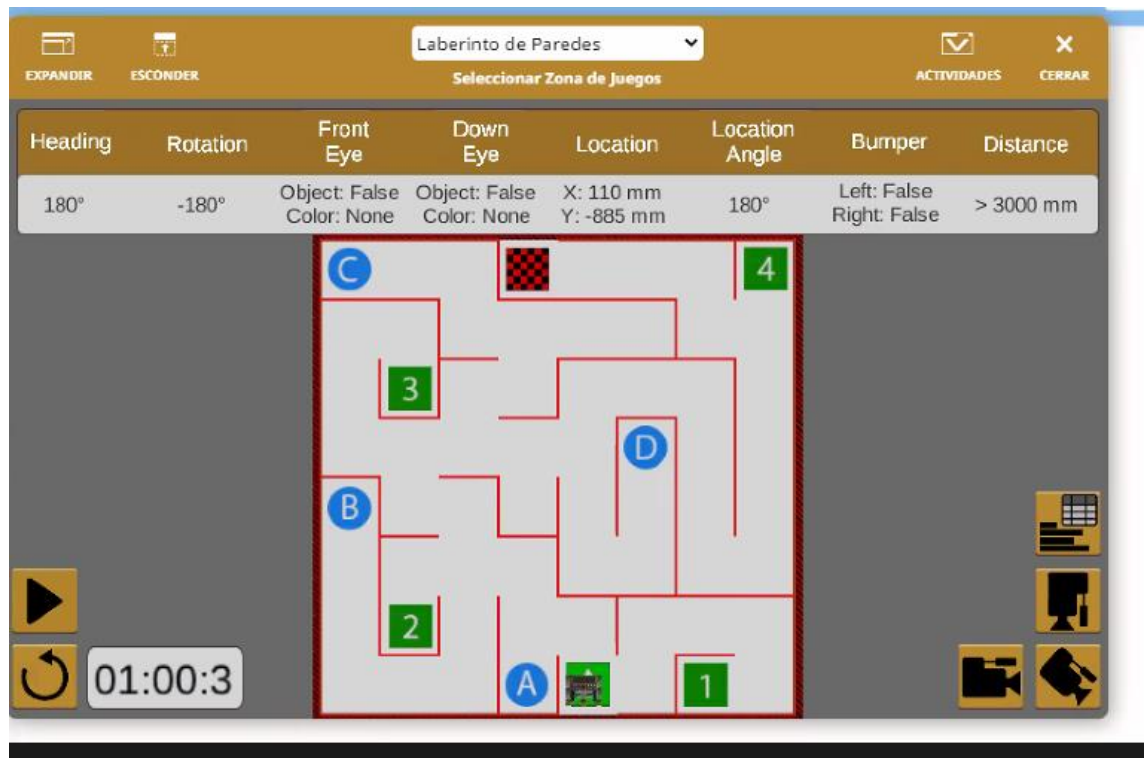 Laberinto de Paredes
EXPANDIR ESCONDER Seleccionar Zona de Juegos ACTIVIDADES CERRAR
Heading Rotation Front Eye Down Eye Location Location Angle Bumper Distance
180° -180° Object: False Object: False X: 110 mm 180° Left: False > 3000 mm
Color: None Color: None Y: -885 mm Right: False
C 4
3
D
B
2
A 1
01:00:3